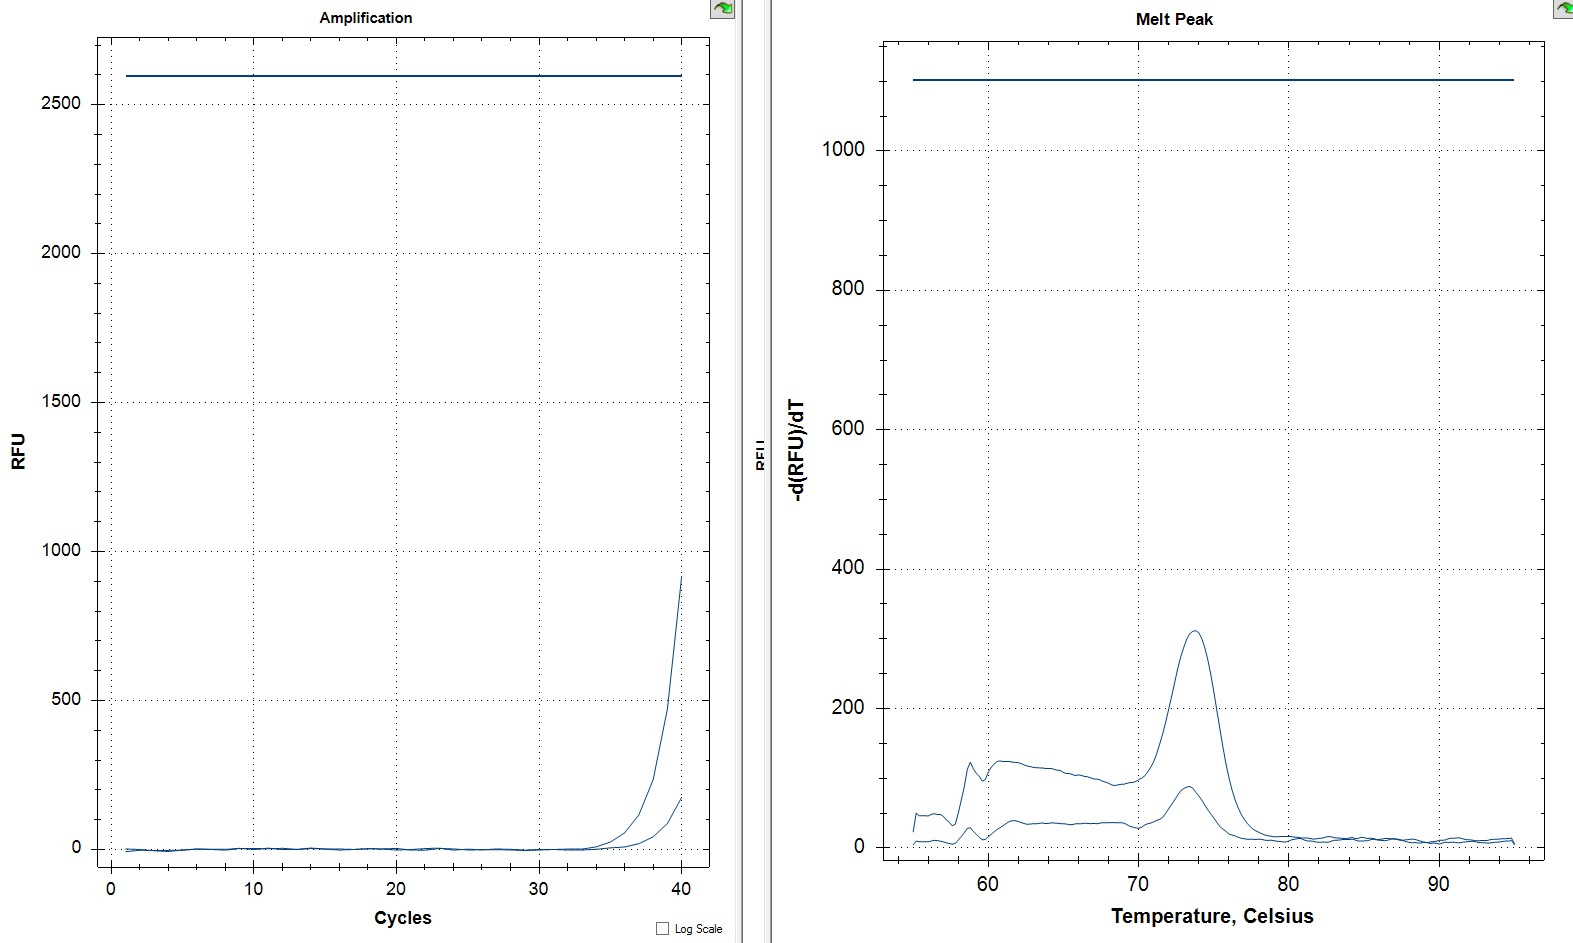 Amplification
2500
2000
1500
1000
500
0
RFU
0 10 20 30 40
Cycles
Log Scale
RFU
Melt Peak
1000
800
600
400
200
0
-d(RFU)/dT
60 70 80 90
Temperature, Celsius